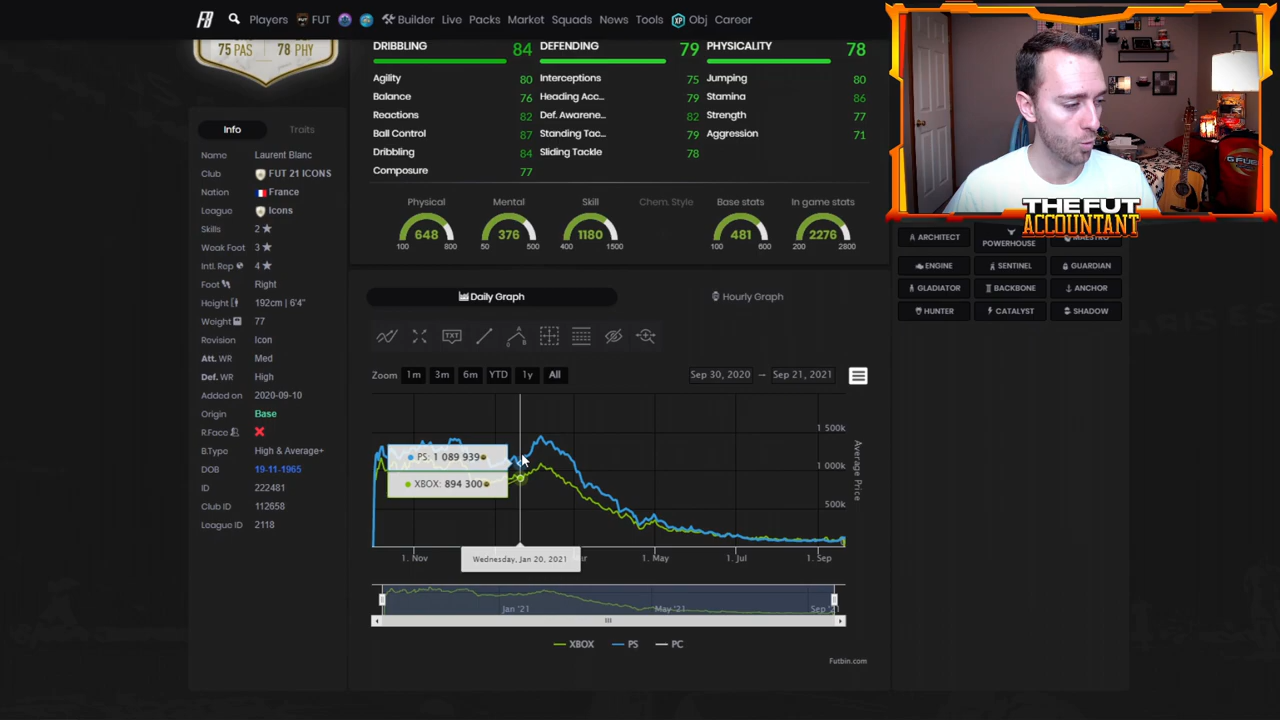 F8 Players FUT Builder Live Packs Market Squads News Tools XP Obj Career
75 PAS 78 PHY
DRIBBLING 84 DEFENDING 79 PHYSICALITY 78
Agility 80 Interceptions 75 Jumping 80
Balance 76 Heading Acc... 79 Stamina 86
Reactions 82 Def. Awarene... 82 Strength 77
Ball Control 87 Standing Tac... 79 Aggression 71
Dribbling 84 Sliding Tackle 78
Composure 77
Physical Mental Skill Chem. Style Base stats In game stats
648 376 1180 481 2276
100 800 50 500 400 1500 100 600 200 2800
Info Traits
Name Laurent Blanc
Club FUT 21 ICONS
Nation France
League Icons
Skills 2
Weak Foot 3
Intl. Rep 4
Foot Right
Height 192cm | 6'4"
Weight 77
Revision Icon
Att. WR Med
Def. WR High
Added on 2020-09-10
Origin Base
R.Face
B.Type High & Average+
DOB 19-11-1965
ID 222481
Club ID 112658
League ID 2118
Daily Graph Hourly Graph
TXT
Zoom 1m 3m 6m YTD 1y All Sep 30, 2020 → Sep 21, 2021
1 500k
1 000k
500k
Average Price
PS: 1 089 939
XBOX: 894 300
1. Nov 1. May 1. Jul 1. Sep
Wednesday, Jan 20, 2021
Jan '21 May '21 Sep '21
XBOX PS PC
Futbin.com
THE FUT
ACCOUNTANT
ARCHITECT POWERHOUSE MAESTRO
ENGINE SENTINEL GUARDIAN
GLADIATOR BACKBONE ANCHOR
HUNTER CATALYST SHADOW
G FUEL